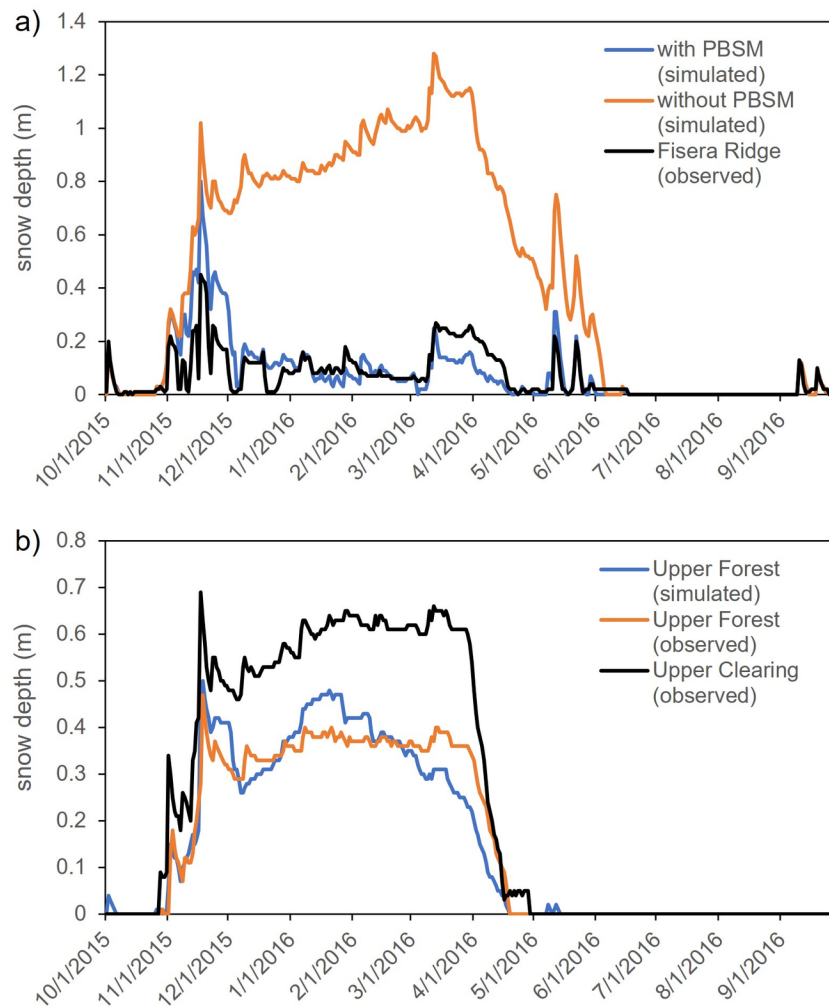 a)
1.4
1.2
1
0.8
0.6
0.4
0.2
0
snow depth (m)
with PBSM
(simulated)
without PBSM
(simulated)
Fisera Ridge
(observed)
10/1/2015
11/1/2015
12/1/2015
1/1/2016
2/1/2016
3/1/2016
4/1/2016
5/1/2016
6/1/2016
7/1/2016
8/1/2016
9/1/2016
b)
0.8
0.7
0.6
0.5
0.4
0.3
0.2
0.1
0
snow depth (m)
Upper Forest
(simulated)
Upper Forest
(observed)
Upper Clearing
(observed)
10/1/2015
11/1/2015
12/1/2015
1/1/2016
2/1/2016
3/1/2016
4/1/2016
5/1/2016
6/1/2016
7/1/2016
8/1/2016
9/1/2016